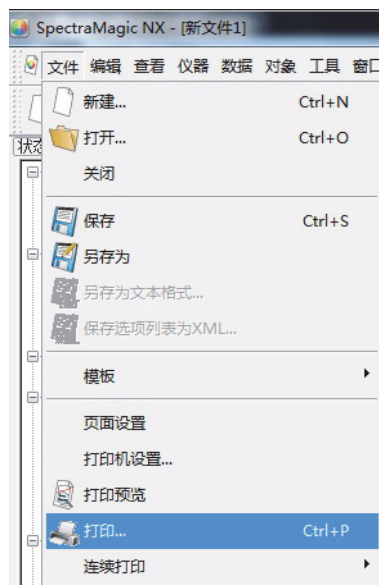 SpectraMagic NX - [新文件1]
文件 编辑 查看 仪器 数据 对象 工具 窗口
新建... Ctrl+N
打开... Ctrl+O
状态
关闭
保存 Ctrl+S
另存为
另存为文本格式...
保存选项列表为XML...
模板
页面设置
打印机设置...
打印预览
打印... Ctrl+P
连续打印